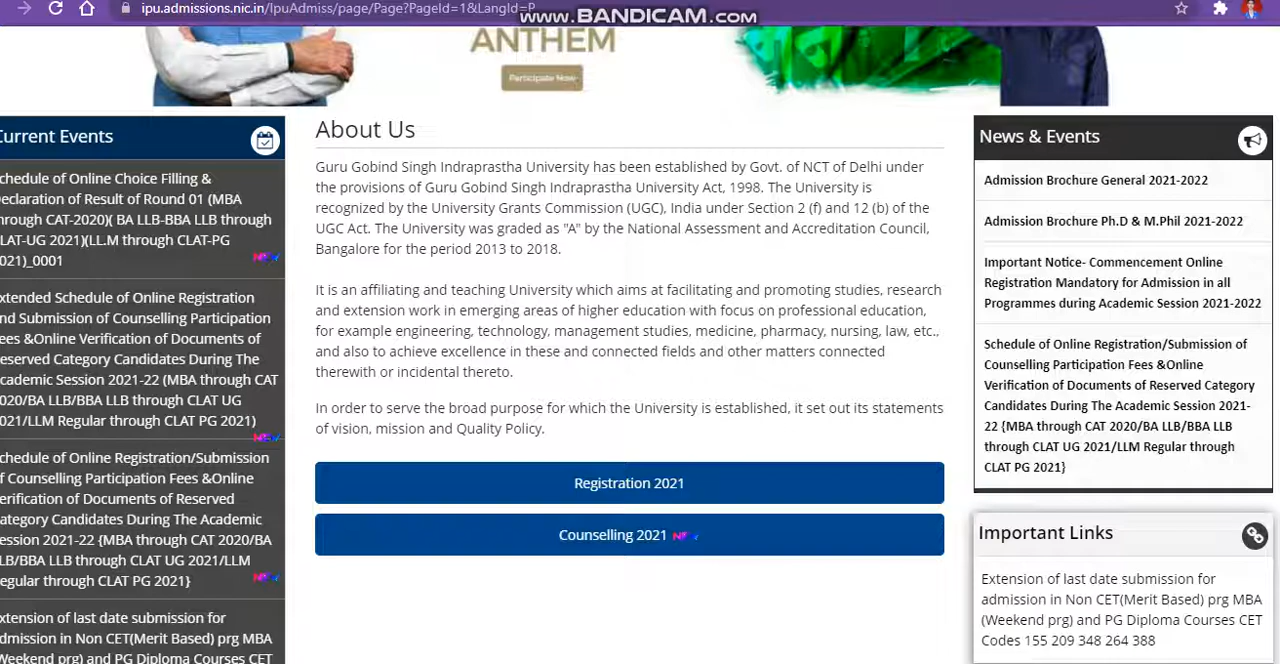 ipu.admissions.nic.in/IpuAdmiss/page/Page?PageId=1&LangId=P
www.BANDICAM.com
ANTHEM
Participate Now
Current Events
chedule of Online Choice Filling &
Declaration of Result of Round 01 (MBA
hrough CAT-2020)( BA LLB-BBA LLB through
LAT-UG 2021)(LL.M through CLAT-PG
021)_0001
xtended Schedule of Online Registration
nd Submission of Counselling Participation
ees &Online Verification of Documents of
eserved Category Candidates During The
cademic Session 2021-22 (MBA through CAT
020/BA LLB/BBA LLB through CLAT UG
021/LLM Regular through CLAT PG 2021)
chedule of Online Registration/Submission
f Counselling Participation Fees &Online
erification of Documents of Reserved
ategory Candidates During The Academic
ession 2021-22 {MBA through CAT 2020/BA
LB/BBA LLB through CLAT UG 2021/LLM
egular through CLAT PG 2021}
xtension of last date submission for
dmission in Non CET(Merit Based) prg MBA
Weekend prg) and PG Diploma Courses CET
About Us
Guru Gobind Singh Indraprastha University has been established by Govt. of NCT of Delhi under
the provisions of Guru Gobind Singh Indraprastha University Act, 1998. The University is
recognized by the University Grants Commission (UGC), India under Section 2 (f) and 12 (b) of the
UGC Act. The University was graded as "A" by the National Assessment and Accreditation Council,
Bangalore for the period 2013 to 2018.
It is an affiliating and teaching University which aims at facilitating and promoting studies, research
and extension work in emerging areas of higher education with focus on professional education,
for example engineering, technology, management studies, medicine, pharmacy, nursing, law, etc.,
and also to achieve excellence in these and connected fields and other matters connected
therewith or incidental thereto.
In order to serve the broad purpose for which the University is established, it set out its statements
of vision, mission and Quality Policy.
Registration 2021
Counselling 2021 NEW
News & Events
Admission Brochure General 2021-2022
Admission Brochure Ph.D & M.Phil 2021-2022
Important Notice- Commencement Online
Registration Mandatory for Admission in all
Programmes during Academic Session 2021-2022
Schedule of Online Registration/Submission of
Counselling Participation Fees &Online
Verification of Documents of Reserved Category
Candidates During The Academic Session 2021-
22 {MBA through CAT 2020/BA LLB/BBA LLB
through CLAT UG 2021/LLM Regular through
CLAT PG 2021}
Important Links
Extension of last date submission for
admission in Non CET(Merit Based) prg MBA
(Weekend prg) and PG Diploma Courses CET
Codes 155 209 348 264 388